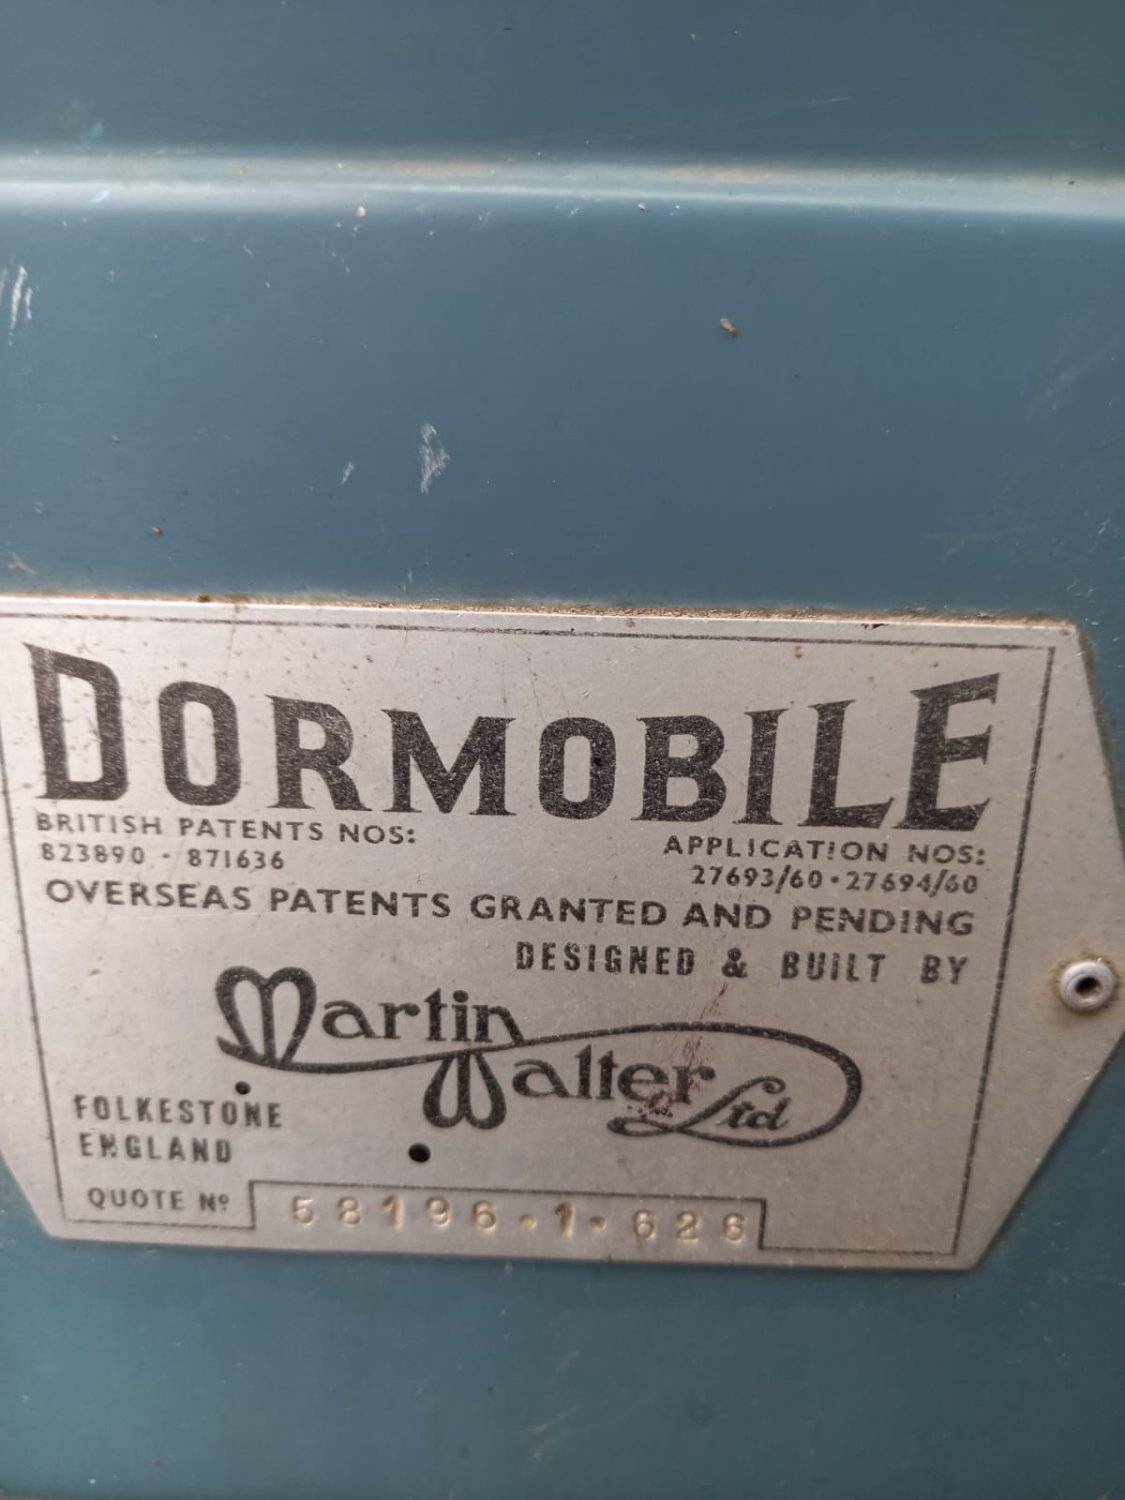 DORMOBILE
BRITISH PATENTS NOS:
823890 · 871636
APPLICATION NOS:
27693/60 · 27694/60
OVERSEAS PATENTS GRANTED AND PENDING
DESIGNED & BUILT BY
Martin
Walter Ltd
FOLKESTONE
ENGLAND
QUOTE Nº 58196·1·626